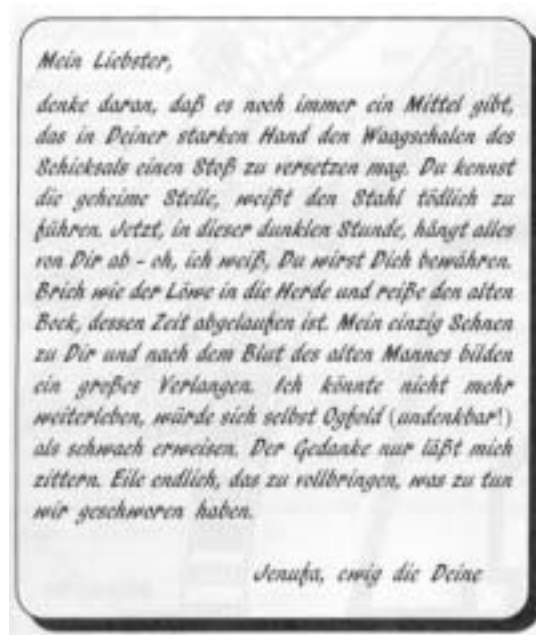 Mein Liebster,
denke daran, daß es noch immer ein Mittel gibt,
das in Deiner starken Hand den Waagschalen des
Schicksals einen Stoß zu versetzen mag. Du kennst
die geheime Stelle, weißt den Stahl tödlich zu
führen. Jetzt, in dieser dunklen Stunde, hängt alles
von Dir ab - oh, ich weiß, Du wirst Dich bewähren.
Brich wie der Löwe in die Herde und reiße den alten
Bock, dessen Zeit abgelaufen ist. Mein einzig Sehnen
zu Dir und nach dem Blut des alten Mannes bilden
ein großes Verlangen. Ich könnte nicht mehr
weiterleben, würde sich selbst Ogfold (undenkbar!)
als schwach erweisen. Der Gedanke nur läßt mich
zittern. Eile endlich, das zu vollbringen, was zu tun
wir geschworen haben.
Jenufa, ewig die Deine